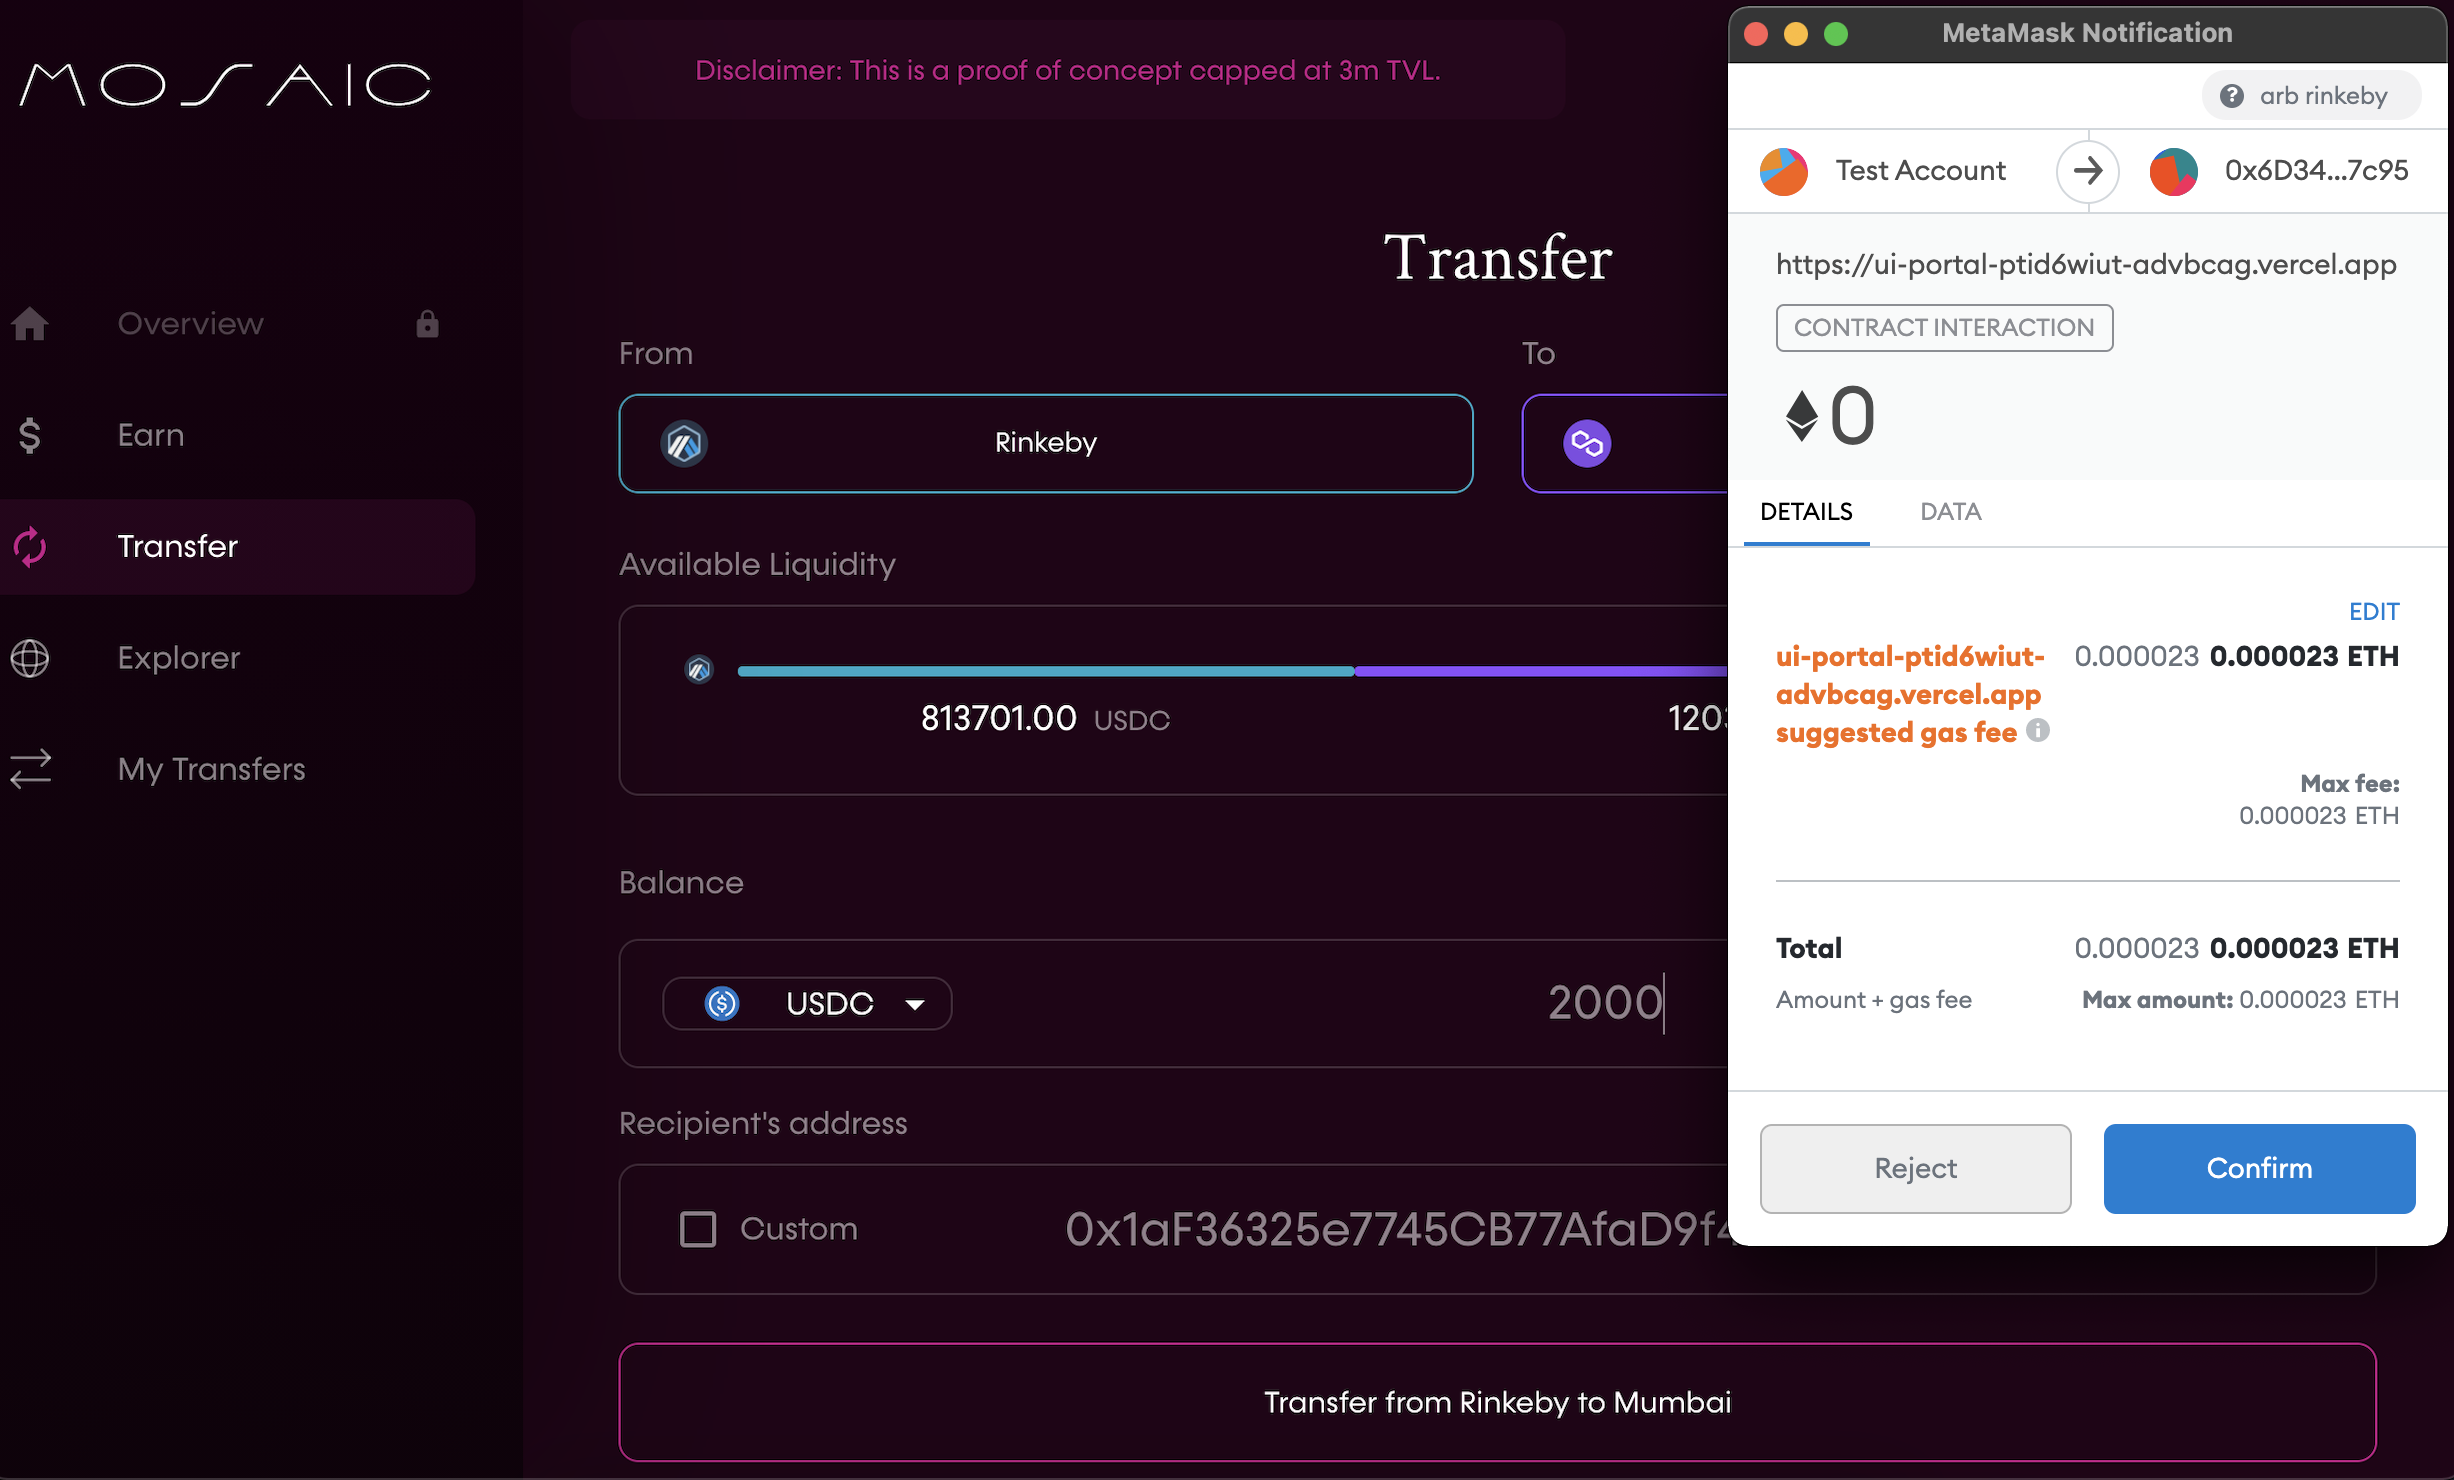 MOSAIC
Overview
Earn
Transfer
Explorer
My Transfers
Disclaimer: This is a proof of concept capped at 3m TVL.
Transfer
From
To
Rinkeby
Available Liquidity
813701.00 USDC
Balance
USDC
2000
Recipient's address
Custom
0x1aF36325e7745CB77AfaD9f4
Transfer from Rinkeby to Mumbai
MetaMask Notification
arb rinkeby
Test Account
0x6D34...7c95
https://ui-portal-ptid6wiut-advbcag.vercel.app
CONTRACT INTERACTION
0
DETAILS
DATA
EDIT
ui-portal-ptid6wiut- 0.000023 0.000023 ETH
advbcag.vercel.app
suggested gas fee
Max fee:
0.000023 ETH
Total 0.000023 0.000023 ETH
Amount + gas fee Max amount: 0.000023 ETH
Reject
Confirm